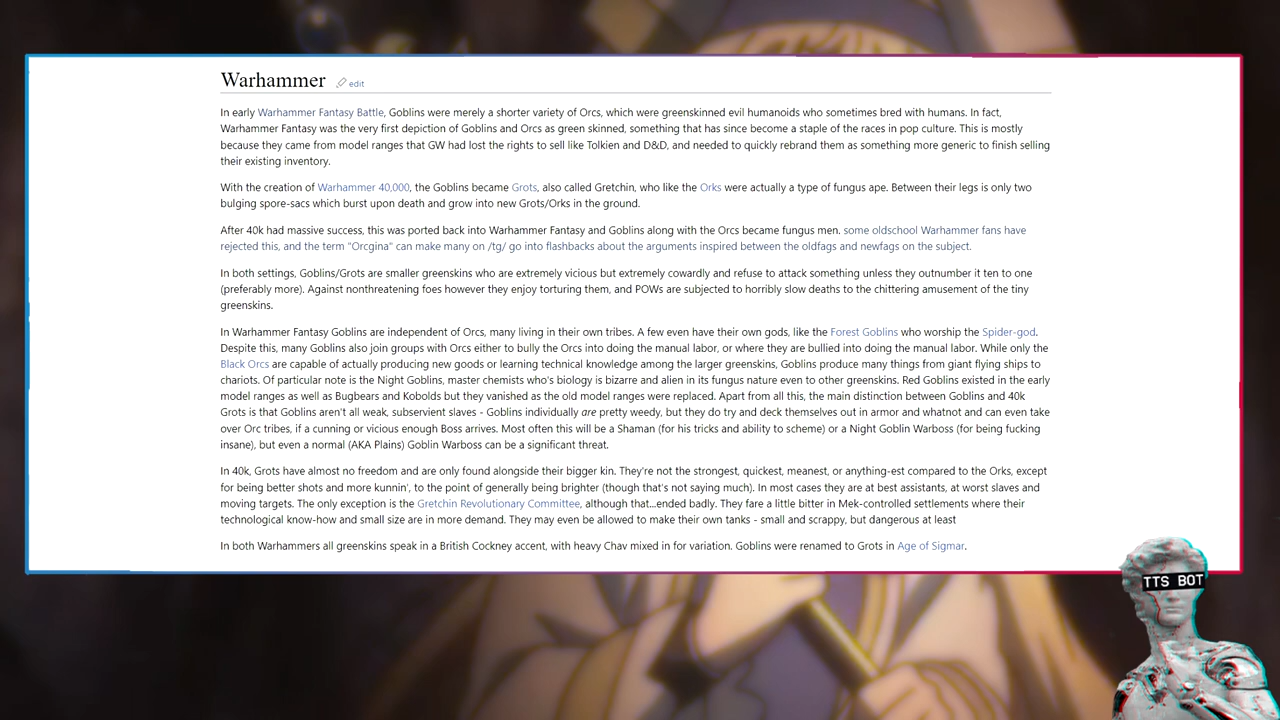 Warhammer edit
In early Warhammer Fantasy Battle, Goblins were merely a shorter variety of Orcs, which were greenskinned evil humanoids who sometimes bred with humans. In fact,
Warhammer Fantasy was the very first depiction of Goblins and Orcs as green skinned, something that has since become a staple of the races in pop culture. This is mostly
because they came from model ranges that GW had lost the rights to sell like Tolkien and D&D, and needed to quickly rebrand them as something more generic to finish selling
their existing inventory.
With the creation of Warhammer 40,000, the Goblins became Grots, also called Gretchin, who like the Orks were actually a type of fungus ape. Between their legs is only two
bulging spore-sacs which burst upon death and grow into new Grots/Orks in the ground.
After 40k had massive success, this was ported back into Warhammer Fantasy and Goblins along with the Orcs became fungus men. some oldschool Warhammer fans have
rejected this, and the term "Orcgina" can make many on /tg/ go into flashbacks about the arguments inspired between the oldfags and newfags on the subject.
In both settings, Goblins/Grots are smaller greenskins who are extremely vicious but extremely cowardly and refuse to attack something unless they outnumber it ten to one
(preferably more). Against nonthreatening foes however they enjoy torturing them, and POWs are subjected to horribly slow deaths to the chittering amusement of the tiny
greenskins.
In Warhammer Fantasy Goblins are independent of Orcs, many living in their own tribes. A few even have their own gods, like the Forest Goblins who worship the Spider-god.
Despite this, many Goblins also join groups with Orcs either to bully the Orcs into doing the manual labor, or where they are bullied into doing the manual labor. While only the
Black Orcs are capable of actually producing new goods or learning technical knowledge among the larger greenskins, Goblins produce many things from giant flying ships to
chariots. Of particular note is the Night Goblins, master chemists who's biology is bizarre and alien in its fungus nature even to other greenskins. Red Goblins existed in the early
model ranges as well as Bugbears and Kobolds but they vanished as the old model ranges were replaced. Apart from all this, the main distinction between Goblins and 40k
Grots is that Goblins aren't all weak, subservient slaves - Goblins individually are pretty weedy, but they do try and deck themselves out in armor and whatnot and can even take
over Orc tribes, if a cunning or vicious enough Boss arrives. Most often this will be a Shaman (for his tricks and ability to scheme) or a Night Goblin Warboss (for being fucking
insane), but even a normal (AKA Plains) Goblin Warboss can be a significant threat.
In 40k, Grots have almost no freedom and are only found alongside their bigger kin. They're not the strongest, quickest, meanest, or anything-est compared to the Orks, except
for being better shots and more kunnin', to the point of generally being brighter (though that's not saying much). In most cases they are at best assistants, at worst slaves and
moving targets. The only exception is the Gretchin Revolutionary Committee, although that...ended badly. They fare a little bitter in Mek-controlled settlements where their
technological know-how and small size are in more demand. They may even be allowed to make their own tanks - small and scrappy, but dangerous at least
In both Warhammers all greenskins speak in a British Cockney accent, with heavy Chav mixed in for variation. Goblins were renamed to Grots in Age of Sigmar.
TTS BOT